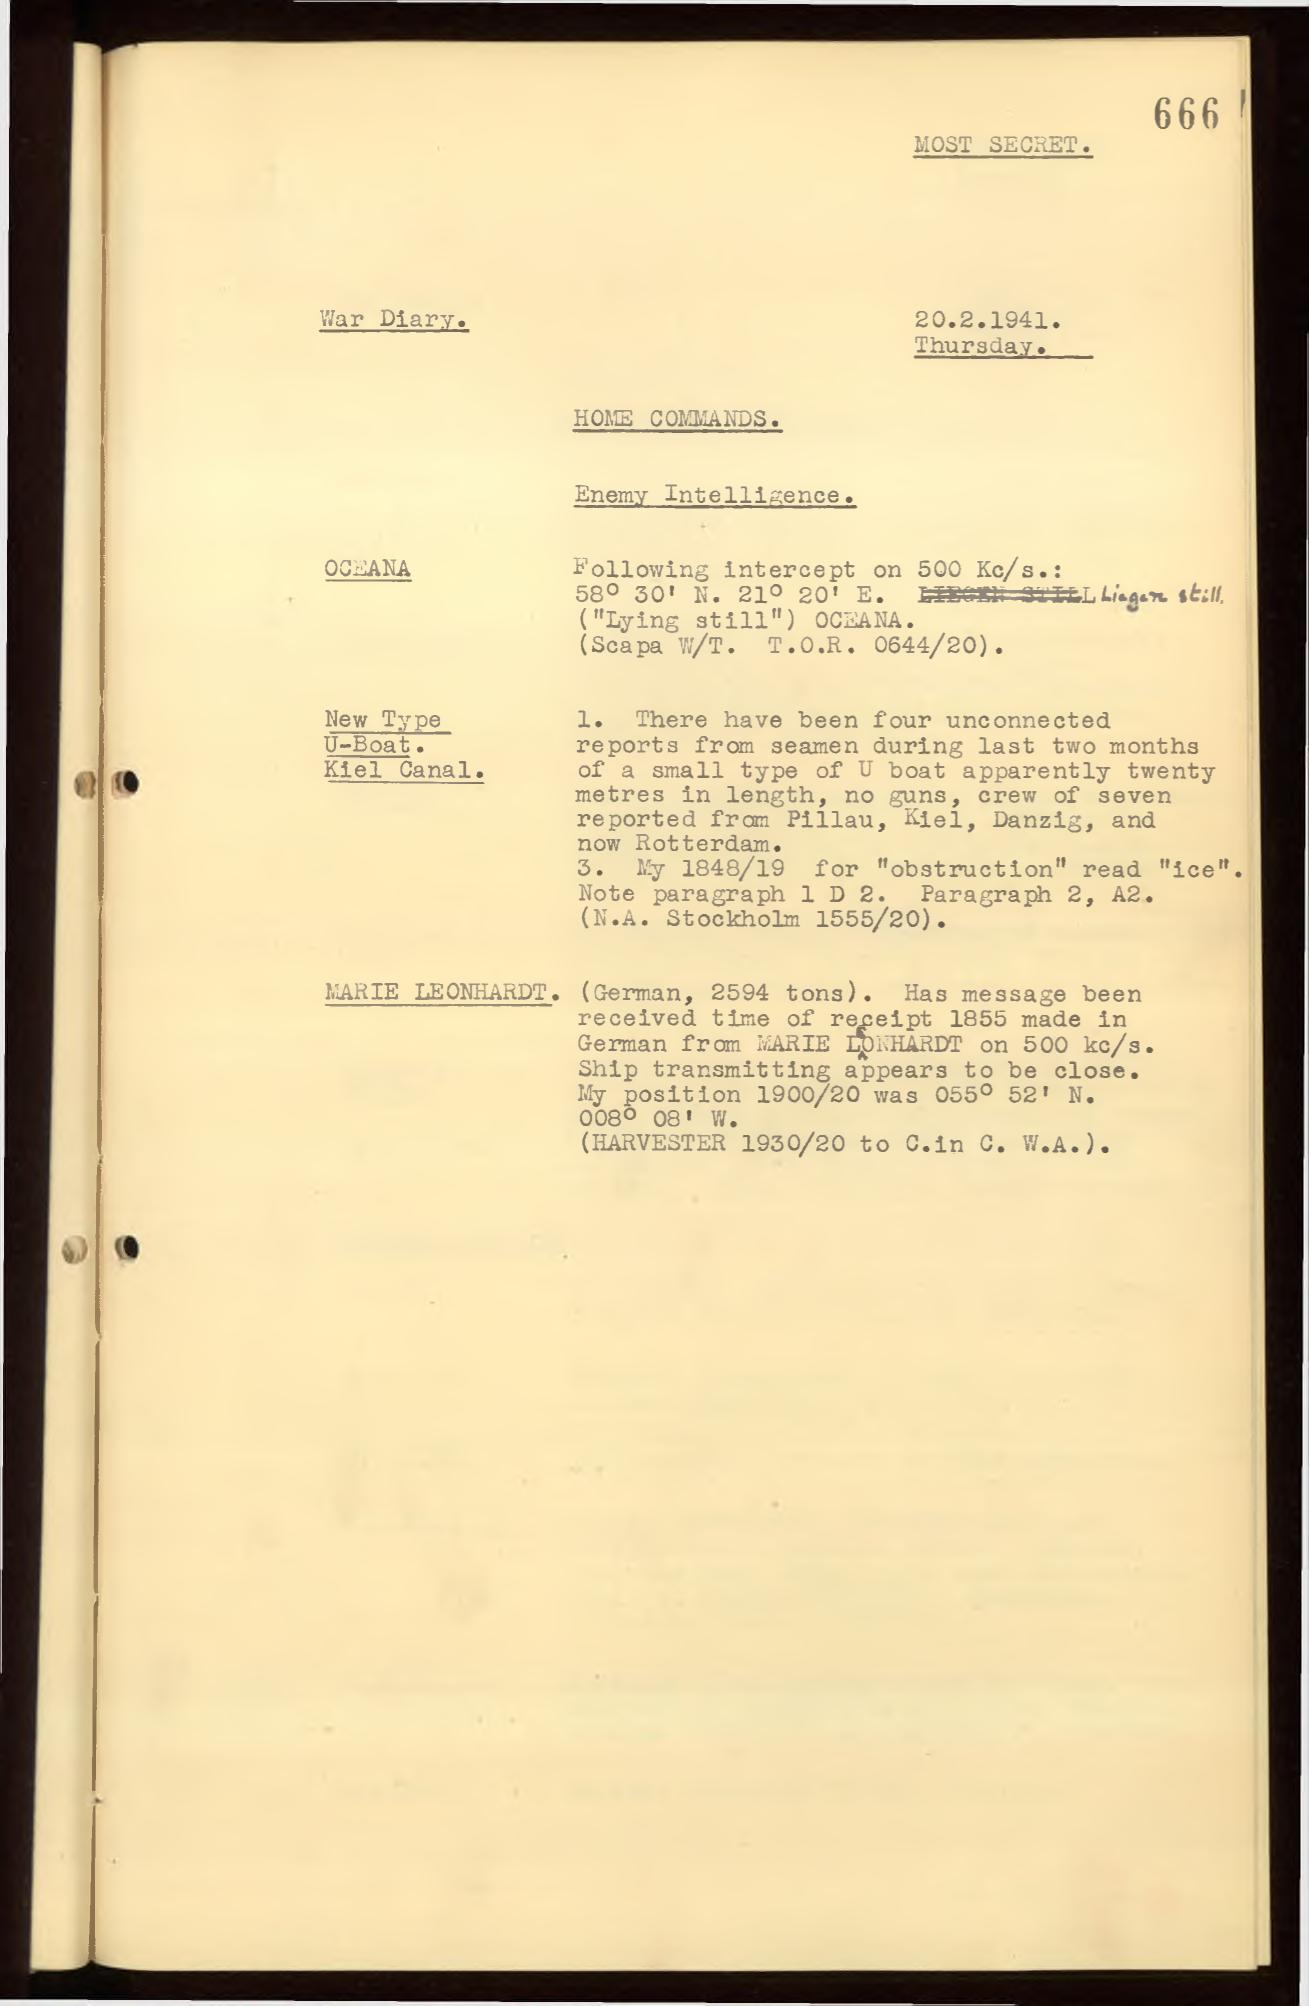 666
MOST SECRET.
War Diary.
20.2.1941.
Thursday.
HOME COMMANDS.
Enemy Intelligence.
OCEANA
Following intercept on 500 Kc/s.:
58° 30' N. 21° 20' E. LIEGEN STILL Liegen still.
("Lying still") OCEANA.
(Scapa W/T. T.O.R. 0644/20).
New Type
U-Boat.
Kiel Canal.
1. There have been four unconnected
reports from seamen during last two months
of a small type of U boat apparently twenty
metres in length, no guns, crew of seven
reported from Pillau, Kiel, Danzig, and
now Rotterdam.
3. My 1848/19 for "obstruction" read "ice".
Note paragraph 1 D 2. Paragraph 2, A2.
(N.A. Stockholm 1555/20).
MARIE LEONHARDT.
(German, 2594 tons). Has message been
received time of receipt 1855 made in
German from MARIE LEONHARDT on 500 kc/s.
Ship transmitting appears to be close.
My position 1900/20 was 055° 52' N.
008° 08' W.
(HARVESTER 1930/20 to C.in C. W.A.).